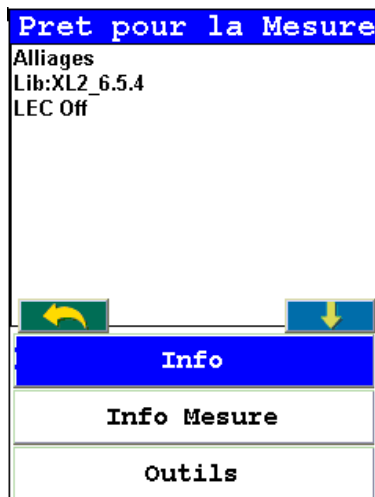 Pret pour la Mesure
Alliages
Lib:XL2_6.5.4
LEC Off
Info
Info Mesure
Outils